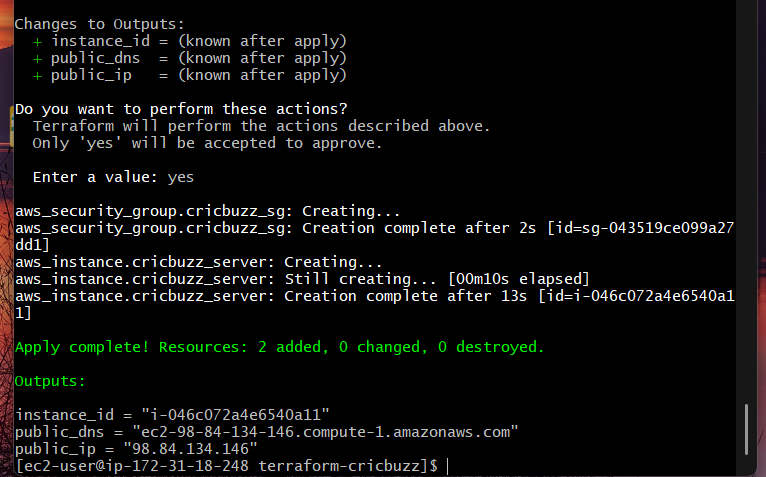 Changes to Outputs:
  + instance_id = (known after apply)
  + public_dns  = (known after apply)
  + public_ip   = (known after apply)
Do you want to perform these actions?
  Terraform will perform the actions described above.
  Only 'yes' will be accepted to approve.
  Enter a value: yes
aws_security_group.cricbuzz_sg: Creating...
aws_security_group.cricbuzz_sg: Creation complete after 2s [id=sg-043519ce099a27
dd1]
aws_instance.cricbuzz_server: Creating...
aws_instance.cricbuzz_server: Still creating... [00m10s elapsed]
aws_instance.cricbuzz_server: Creation complete after 13s [id=i-046c072a4e6540a1
1]
Apply complete! Resources: 2 added, 0 changed, 0 destroyed.
Outputs:
instance_id = "i-046c072a4e6540a11"
public_dns = "ec2-98-84-134-146.compute-1.amazonaws.com"
public_ip = "98.84.134.146"
[ec2-user@ip-172-31-18-248 terraform-cricbuzz]$